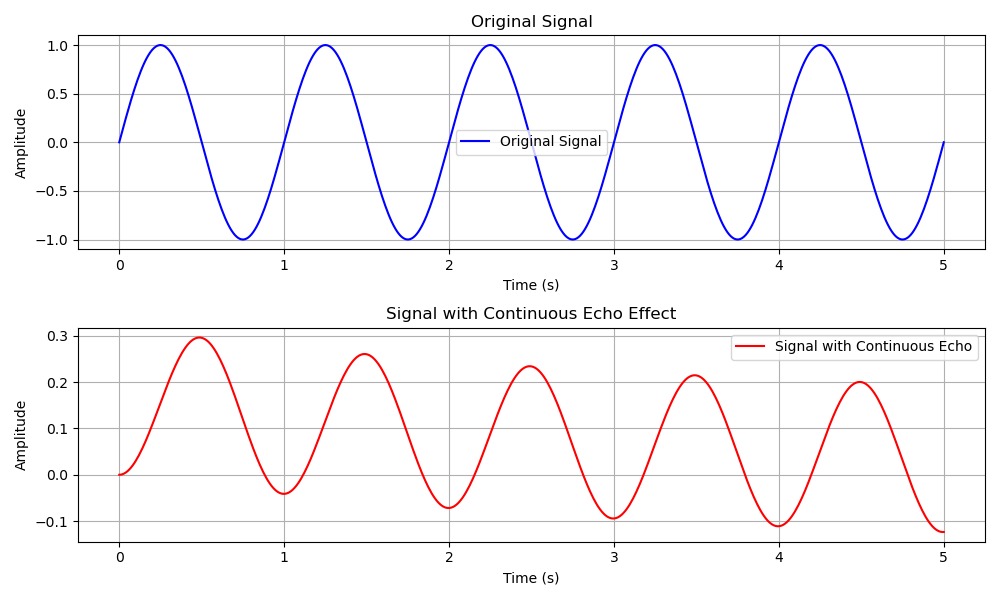 Original Signal
1.0
0.5
0.0
−0.5
−1.0
Amplitude
Original Signal
0 1 2 3 4 5
Time (s)
Signal with Continuous Echo Effect
0.3
0.2
0.1
0.0
−0.1
Amplitude
Signal with Continuous Echo
0 1 2 3 4 5
Time (s)